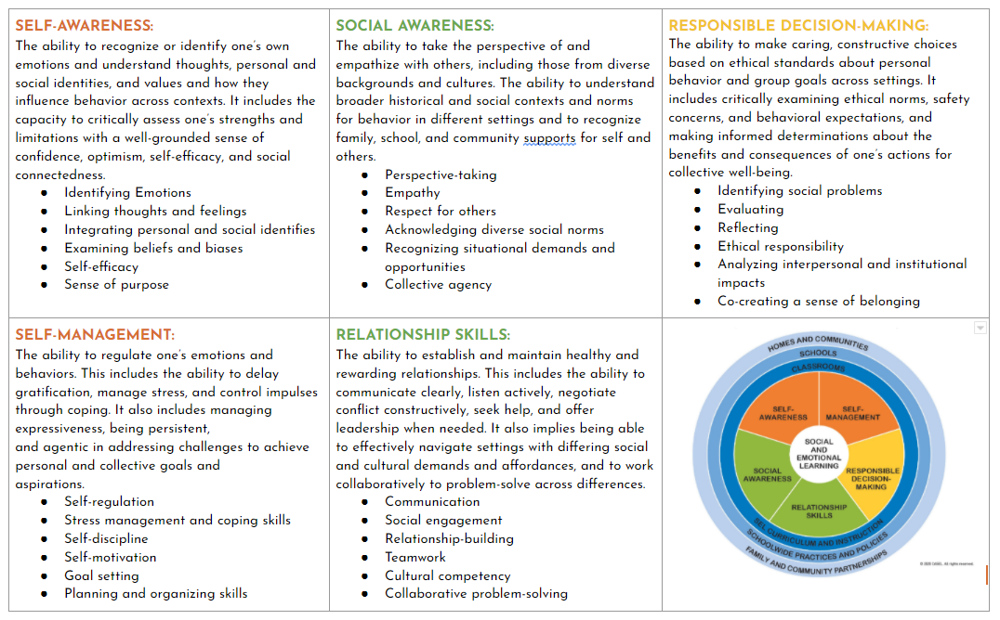 SELF-AWARENESS:
The ability to recognize or identify one's own
emotions and understand thoughts, personal and
social identities, and values and how they
influence behavior across contexts. It includes the
capacity to critically assess one's strengths and
limitations with a well-grounded sense of
confidence, optimism, self-efficacy, and social
connectedness.
● Identifying Emotions
● Linking thoughts and feelings
● Integrating personal and social identifies
● Examining beliefs and biases
● Self-efficacy
● Sense of purpose
SOCIAL AWARENESS:
The ability to take the perspective of and
empathize with others, including those from diverse
backgrounds and cultures. The ability to understand
broader historical and social contexts and norms
for behavior in different settings and to recognize
family, school, and community supports for self and
others.
● Perspective-taking
● Empathy
● Respect for others
● Acknowledging diverse social norms
● Recognizing situational demands and
opportunities
● Collective agency
RESPONSIBLE DECISION-MAKING:
The ability to make caring, constructive choices
based on ethical standards about personal
behavior and group goals across settings. It
includes critically examining ethical norms, safety
concerns, and behavioral expectations, and
making informed determinations about the
benefits and consequences of one's actions for
collective well-being.
● Identifying social problems
● Evaluating
● Reflecting
● Ethical responsibility
● Analyzing interpersonal and institutional
impacts
● Co-creating a sense of belonging
SELF-MANAGEMENT:
The ability to regulate one's emotions and
behaviors. This includes the ability to delay
gratification, manage stress, and control impulses
through coping. It also includes managing
expressiveness, being persistent,
and agentic in addressing challenges to achieve
personal and collective goals and
aspirations.
● Self-regulation
● Stress management and coping skills
● Self-discipline
● Self-motivation
● Goal setting
● Planning and organizing skills
RELATIONSHIP SKILLS:
The ability to establish and maintain healthy and
rewarding relationships. This includes the ability to
communicate clearly, listen actively, negotiate
conflict constructively, seek help, and offer
leadership when needed. It also implies being able
to effectively navigate settings with differing social
and cultural demands and affordances, and to work
collaboratively to problem-solve across differences.
● Communication
● Social engagement
● Relationship-building
● Teamwork
● Cultural competency
● Collaborative problem-solving
HOMES AND COMMUNITIES
SCHOOLS
CLASSROOMS
SELF-
AWARENESS
SELF-
MANAGEMENT
SOCIAL
AND
EMOTIONAL
LEARNING
SOCIAL
AWARENESS
RESPONSIBLE
DECISION-
MAKING
RELATIONSHIP
SKILLS
SEL CURRICULUM AND INSTRUCTION
SCHOOLWIDE PRACTICES AND POLICIES
FAMILY AND COMMUNITY PARTNERSHIPS
© 2020 CASEL. All rights reserved.